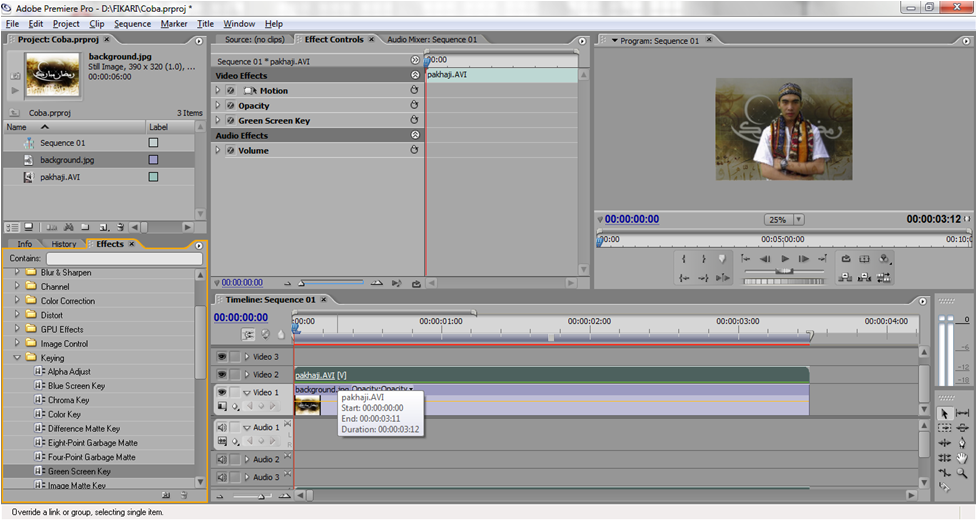 Adobe Premiere Pro - D:\FIKARI\Coba.prproj *
File Edit Project Clip Sequence Marker Title Window Help
Project: Coba.prproj
background.jpg
Still Image, 390 x 320 (1.0), ...
00:00:06:00
Coba.prproj 3 Items
Name Label
Sequence 01
background.jpg
pakhaji.AVI
Info History Effects
Contains:
Blur & Sharpen
Channel
Color Correction
Distort
GPU Effects
Image Control
Keying
Alpha Adjust
Blue Screen Key
Chroma Key
Color Key
Difference Matte Key
Eight-Point Garbage Matte
Four-Point Garbage Matte
Green Screen Key
Image Matte Key
Source: (no clips) Effect Controls Audio Mixer: Sequence 01
Sequence 01 * pakhaji.AVI
:00:00
pakhaji.AVI
Video Effects
Motion
Opacity
Green Screen Key
Audio Effects
Volume
00:00:00:00
Program: Sequence 01
00:00:00:00 25% 00:00:03:12
00:00 00:05:00:00 00:10:
Timeline: Sequence 01
00:00:00:00
:00:00 00:00:01:00 00:00:02:00 00:00:03:00 00:00:04:00
Video 3
Video 2 pakhaji.AVI [V]
Video 1 background.jpg Opacity:Opacity
pakhaji.AVI
Start: 00:00:00:00
End: 00:00:03:11
Duration: 00:00:03:12
Audio 1
L
R
Audio 2
Audio 3
0
-6
-12
-18
Override a link or group, selecting single item.